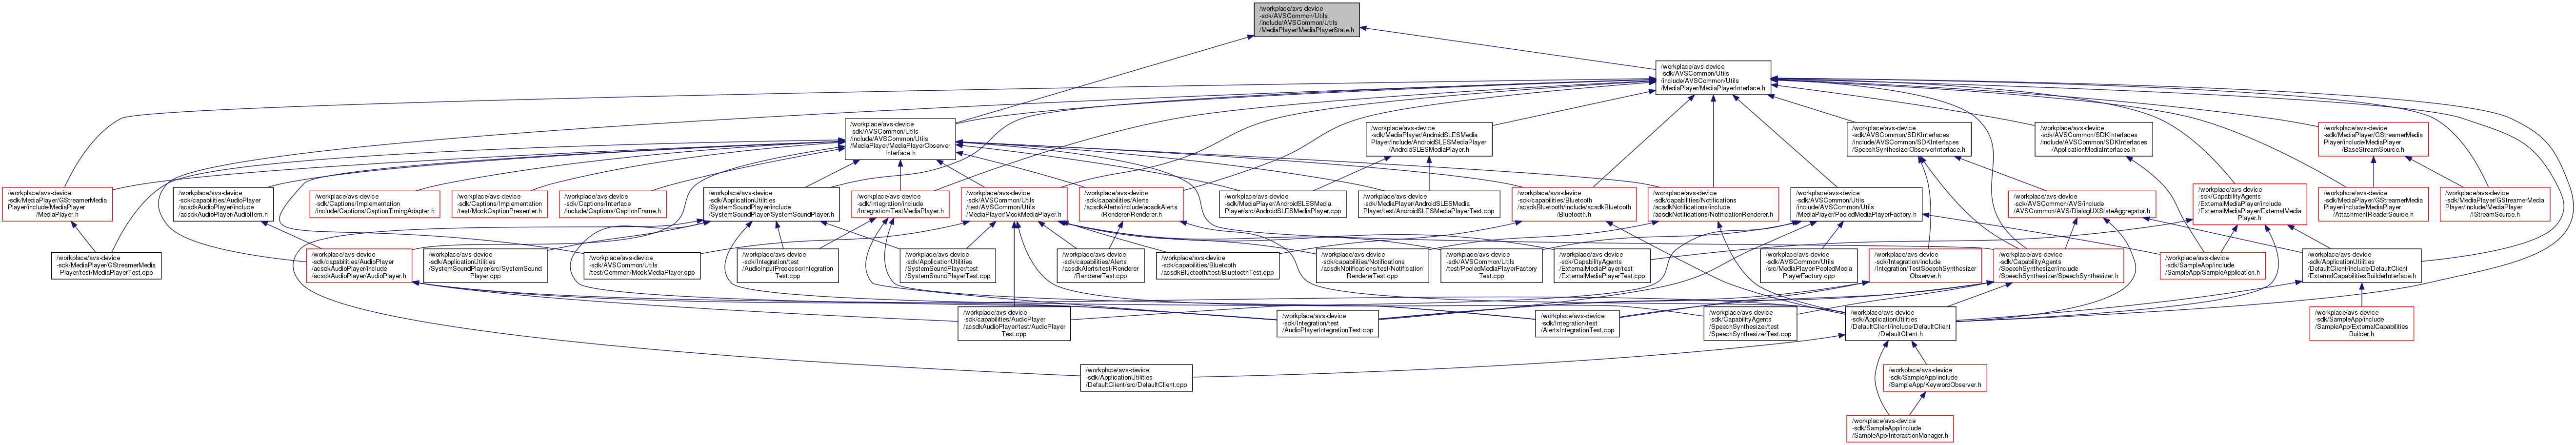 /workplace/avs-device
-sdk/AVSCommon/Utils
/include/AVSCommon/Utils
/MediaPlayer/MediaPlayerState.h
/workplace/avs-device
-sdk/AVSCommon/Utils
/include/AVSCommon/Utils
/MediaPlayer/MediaPlayerInterface.h
/workplace/avs-device
-sdk/AVSCommon/Utils
/include/AVSCommon/Utils
/MediaPlayer/MediaPlayerObserver
Interface.h
/workplace/avs-device
-sdk/MediaPlayer/AndroidSLESMedia
Player/include/AndroidSLESMediaPlayer
/AndroidSLESMediaPlayer.h
/workplace/avs-device
-sdk/AVSCommon/SDKInterfaces
/include/AVSCommon/SDKInterfaces
/SpeechSynthesizerObserverInterface.h
/workplace/avs-device
-sdk/AVSCommon/SDKInterfaces
/include/AVSCommon/SDKInterfaces
/ApplicationMediaInterfaces.h
/workplace/avs-device
-sdk/MediaPlayer/GStreamerMedia
Player/include/MediaPlayer
/BaseStreamSource.h
/workplace/avs-device
-sdk/MediaPlayer/GStreamerMedia
Player/include/MediaPlayer
/MediaPlayer.h
/workplace/avs-device
-sdk/capabilities/AudioPlayer
/acsdkAudioPlayer/include
/acsdkAudioPlayer/AudioItem.h
/workplace/avs-device
-sdk/Captions/Implementation
/include/Captions/CaptionTimingAdapter.h
/workplace/avs-device
-sdk/Captions/Implementation
/test/MockCaptionPresenter.h
/workplace/avs-device
-sdk/Captions/Interface
/include/Captions/CaptionFrame.h
/workplace/avs-device
-sdk/ApplicationUtilities
/SystemSoundPlayer/include
/SystemSoundPlayer/SystemSoundPlayer.h
/workplace/avs-device
-sdk/Integration/include
/Integration/TestMediaPlayer.h
/workplace/avs-device
-sdk/AVSCommon/Utils
/test/AVSCommon/Utils
/MediaPlayer/MockMediaPlayer.h
/workplace/avs-device
-sdk/capabilities/Alerts
/acsdkAlerts/include/acsdkAlerts
/Renderer/Renderer.h
/workplace/avs-device
-sdk/MediaPlayer/AndroidSLESMedia
Player/src/AndroidSLESMediaPlayer.cpp
/workplace/avs-device
-sdk/MediaPlayer/AndroidSLESMedia
Player/test/AndroidSLESMediaPlayerTest.cpp
/workplace/avs-device
-sdk/capabilities/Bluetooth
/acsdkBluetooth/include/acsdkBluetooth
/Bluetooth.h
/workplace/avs-device
-sdk/capabilities/Notifications
/acsdkNotifications/include
/acsdkNotifications/NotificationRenderer.h
/workplace/avs-device
-sdk/AVSCommon/Utils
/include/AVSCommon/Utils
/MediaPlayer/PooledMediaPlayerFactory.h
/workplace/avs-device
-sdk/AVSCommon/AVS/include
/AVSCommon/AVS/DialogUXStateAggregator.h
/workplace/avs-device
-sdk/CapabilityAgents
/ExternalMediaPlayer/include
/ExternalMediaPlayer/ExternalMedia
Player.h
/workplace/avs-device
-sdk/MediaPlayer/GStreamerMedia
Player/include/MediaPlayer
/AttachmentReaderSource.h
/workplace/avs-device
-sdk/MediaPlayer/GStreamerMedia
Player/include/MediaPlayer
/IStreamSource.h
/workplace/avs-device
-sdk/MediaPlayer/GStreamerMedia
Player/test/MediaPlayerTest.cpp
/workplace/avs-device
-sdk/capabilities/AudioPlayer
/acsdkAudioPlayer/include
/acsdkAudioPlayer/AudioPlayer.h
/workplace/avs-device
-sdk/ApplicationUtilities
/SystemSoundPlayer/src/SystemSound
Player.cpp
/workplace/avs-device
-sdk/AVSCommon/Utils
/test/Common/MockMediaPlayer.cpp
/workplace/avs-device
-sdk/Integration/test
/AudioInputProcessorIntegration
Test.cpp
/workplace/avs-device
-sdk/ApplicationUtilities
/SystemSoundPlayer/test
/SystemSoundPlayerTest.cpp
/workplace/avs-device
-sdk/capabilities/Alerts
/acsdkAlerts/test/Renderer
/RendererTest.cpp
/workplace/avs-device
-sdk/capabilities/Bluetooth
/acsdkBluetooth/test/BluetoothTest.cpp
/workplace/avs-device
-sdk/capabilities/Notifications
/acsdkNotifications/test/Notification
RendererTest.cpp
/workplace/avs-device
-sdk/AVSCommon/Utils
/test/PooledMediaPlayerFactory
Test.cpp
/workplace/avs-device
-sdk/CapabilityAgents
/ExternalMediaPlayer/test
/ExternalMediaPlayerTest.cpp
/workplace/avs-device
-sdk/AVSCommon/Utils
/src/MediaPlayer/PooledMedia
PlayerFactory.cpp
/workplace/avs-device
-sdk/Integration/include
/Integration/TestSpeechSynthesizer
Observer.h
/workplace/avs-device
-sdk/CapabilityAgents
/SpeechSynthesizer/include
/SpeechSynthesizer/SpeechSynthesizer.h
/workplace/avs-device
-sdk/SampleApp/include
/SampleApp/SampleApplication.h
/workplace/avs-device
-sdk/ApplicationUtilities
/DefaultClient/include/DefaultClient
/ExternalCapabilitiesBuilderInterface.h
/workplace/avs-device
-sdk/capabilities/AudioPlayer
/acsdkAudioPlayer/test/AudioPlayer
Test.cpp
/workplace/avs-device
-sdk/Integration/test
/AudioPlayerIntegrationTest.cpp
/workplace/avs-device
-sdk/Integration/test
/AlertsIntegrationTest.cpp
/workplace/avs-device
-sdk/CapabilityAgents
/SpeechSynthesizer/test
/SpeechSynthesizerTest.cpp
/workplace/avs-device
-sdk/ApplicationUtilities
/DefaultClient/include/DefaultClient
/DefaultClient.h
/workplace/avs-device
-sdk/SampleApp/include
/SampleApp/ExternalCapabilities
Builder.h
/workplace/avs-device
-sdk/ApplicationUtilities
/DefaultClient/src/DefaultClient.cpp
/workplace/avs-device
-sdk/SampleApp/include
/SampleApp/KeywordObserver.h
/workplace/avs-device
-sdk/SampleApp/include
/SampleApp/InteractionManager.h